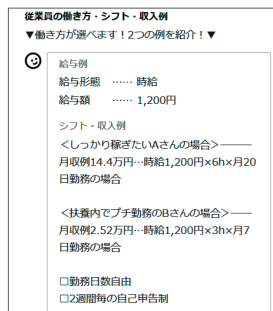 従業員の働き方・シフト・収入例
▼働き方が選べます！2つの例を紹介！▼
給与例
給与形態 …… 時給
給与額 …… 1,200円
シフト・収入例
＜しっかり稼ぎたいAさんの場合＞――
月収例14.4万円…時給1,200円×6h×月20
日勤務の場合
＜扶養内でプチ勤務のBさんの場合＞――
月収例2.52万円…時給1,200円×3h×月7
日勤務の場合
□勤務日数自由
□2週間毎の自己申告制